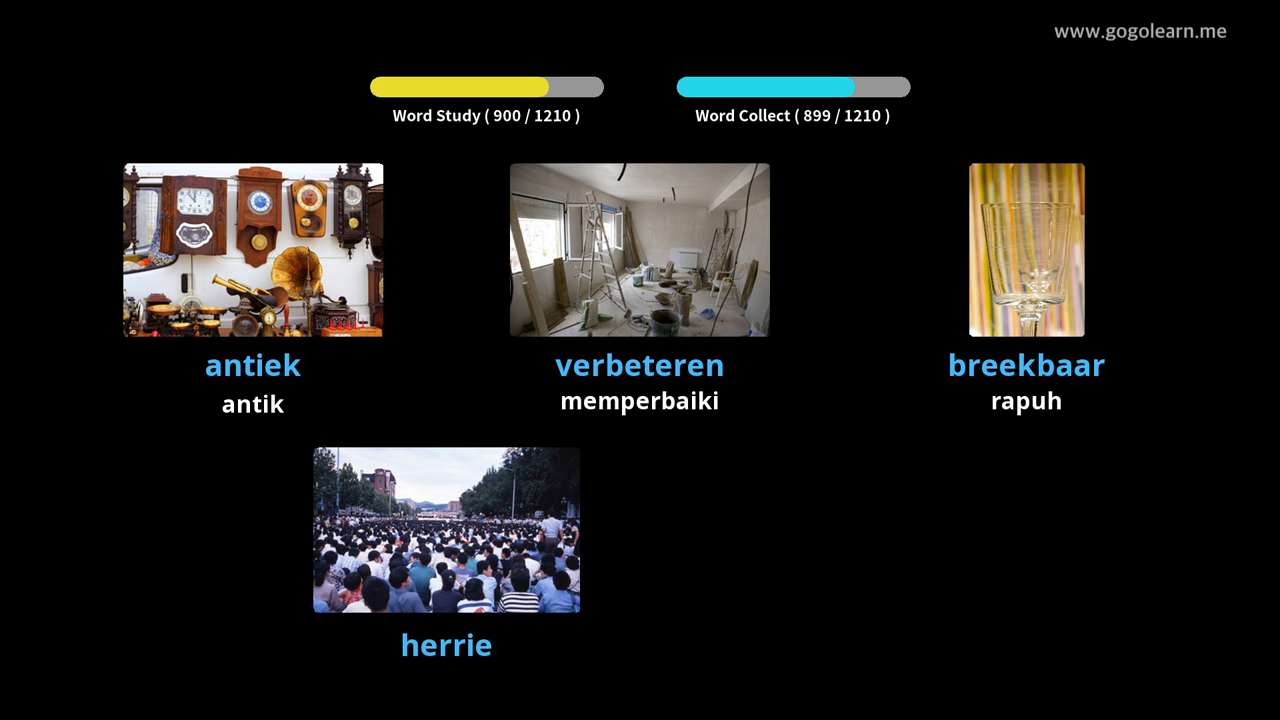 www.gogolearn.me
Word Study ( 900 / 1210 )
Word Collect ( 899 / 1210 )
antiek
verbeteren
breekbaar
antik
memperbaiki
rapuh
herrie